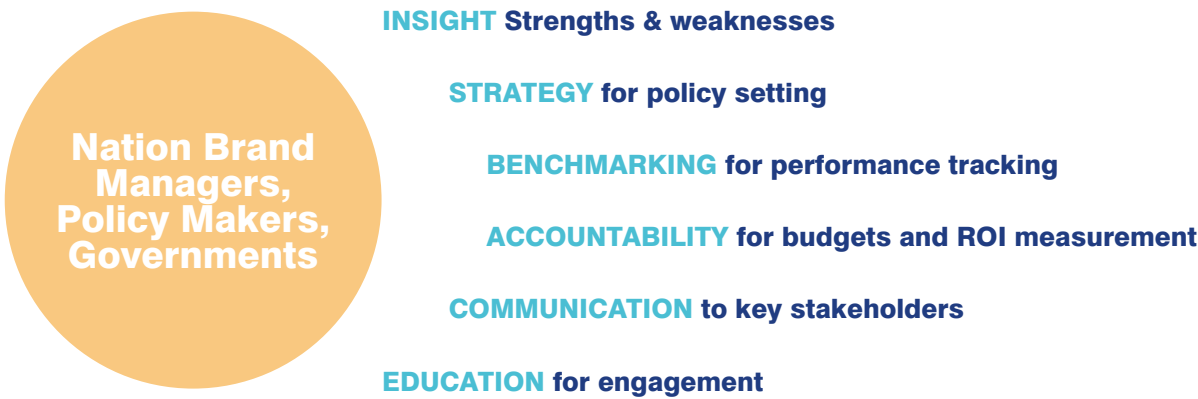 Nation Brand
Managers,
Policy Makers,
Governments
INSIGHT Strengths & weaknesses
STRATEGY for policy setting
BENCHMARKING for performance tracking
ACCOUNTABILITY for budgets and ROI measurement
COMMUNICATION to key stakeholders
EDUCATION for engagement